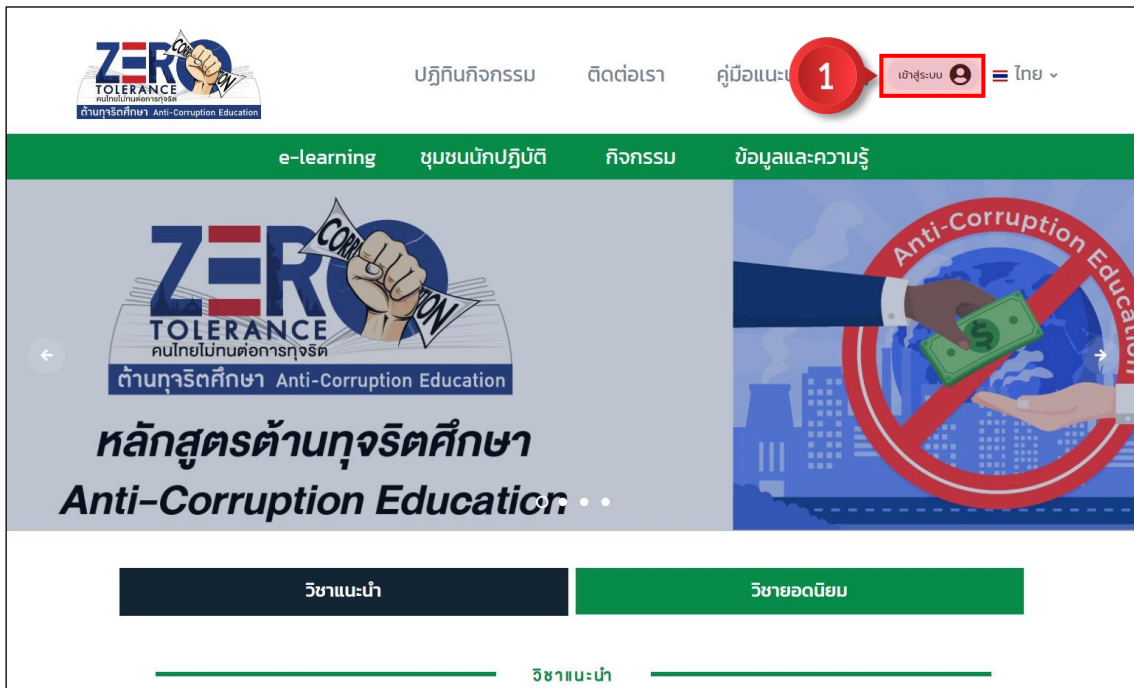 ZERO
CORRUPTION
TOLERANCE
คนไทยไม่ทนต่อการทุจริต
ต้านทุจริตศึกษา Anti-Corruption Education
ปฏิทินกิจกรรม
ติดต่อเรา
1
เข้าสู่ระบบ
ไทย
e-learning
ชุมชนนักปฏิบัติ
กิจกรรม
ข้อมูลและความรู้
ZERO
TOLERANCE
คนไทยไม่ทนต่อการทุจริต
ต้านทุจริตศึกษา Anti-Corruption Education
หลักสูตรต้านทุจริตศึกษา
Anti-Corruption Education
Anti-Corruption Education
วิชาแนะนำ
วิชายอดนิยม
วิชาแนะนำ